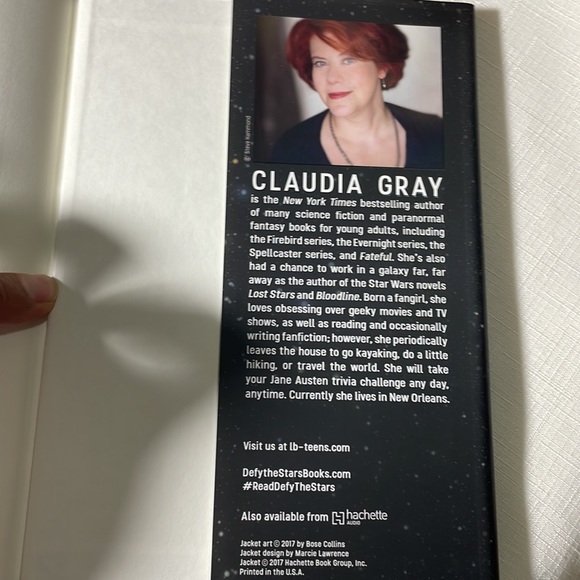 © Steve Hammond
CLAUDIA GRAY
is the New York Times bestselling author
of many science fiction and paranormal
fantasy books for young adults, including
the Firebird series, the Evernight series, the
Spellcaster series, and Fateful. She's also
had a chance to work in a galaxy far, far
away as the author of the Star Wars novels
Lost Stars and Bloodline. Born a fangirl, she
loves obsessing over geeky movies and TV
shows, as well as reading and occasionally
writing fanfiction; however, she periodically
leaves the house to go kayaking, do a little
hiking, or travel the world. She will take
your Jane Austen trivia challenge any day,
anytime. Currently she lives in New Orleans.
Visit us at lb-teens.com
DefytheStarsBooks.com
#ReadDefyTheStars
Also available from hachette
AUDIO
Jacket art © 2017 by Bose Collins
Jacket design by Marcie Lawrence
Jacket © 2017 Hachette Book Group, Inc.
Printed in the U.S.A.